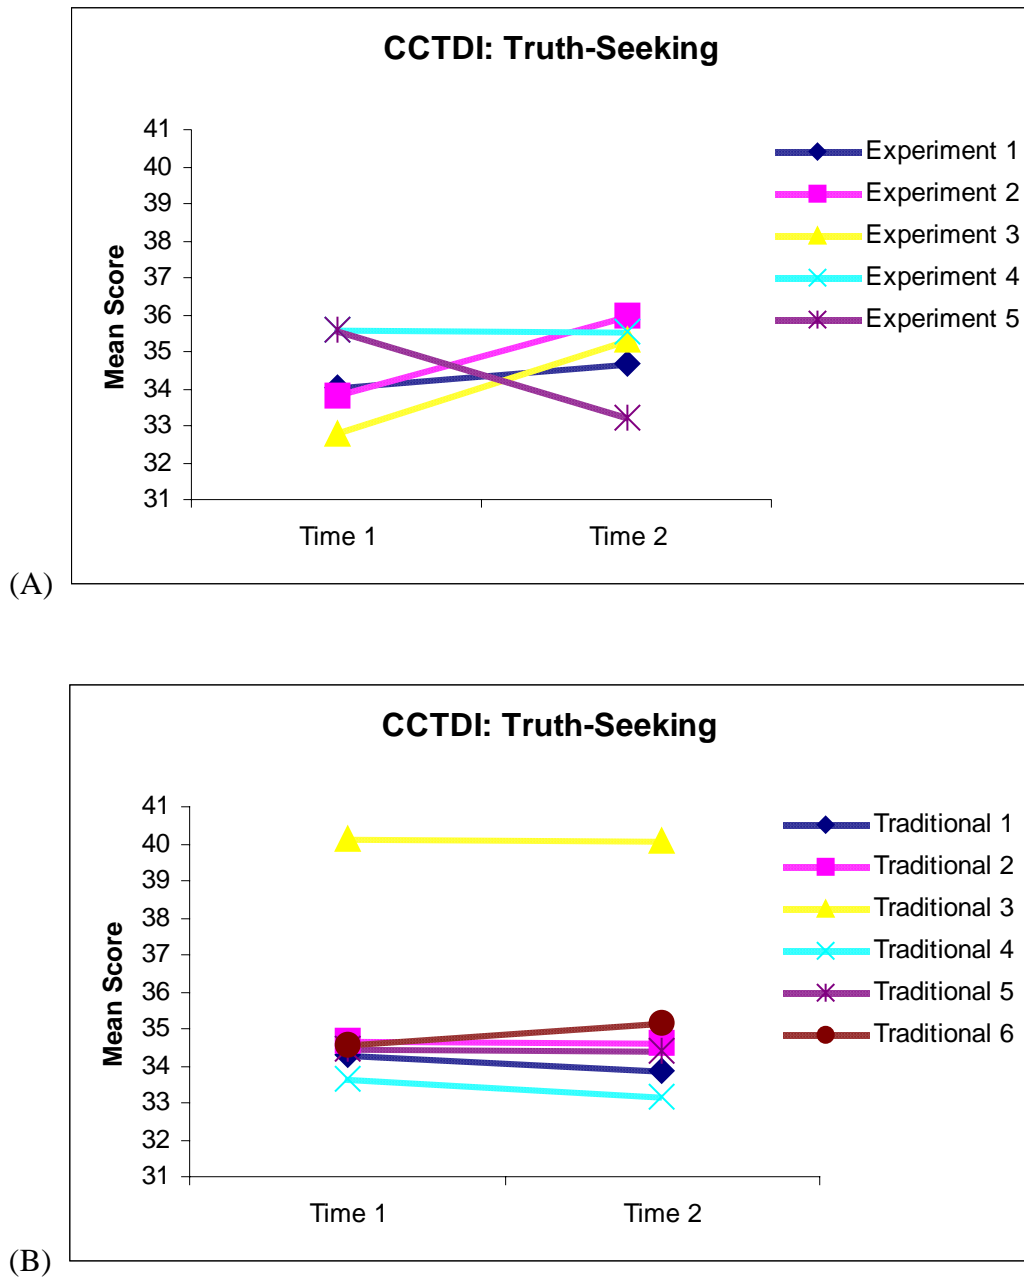 CCTDI: Truth-Seeking
41
40
39
38
37
36
35
34
33
32
31
Mean Score
Time 1
Time 2
Experiment 1
Experiment 2
Experiment 3
Experiment 4
Experiment 5
(A)
CCTDI: Truth-Seeking
41
40
39
38
37
36
35
34
33
32
31
Mean Score
Time 1
Time 2
Traditional 1
Traditional 2
Traditional 3
Traditional 4
Traditional 5
Traditional 6
(B)